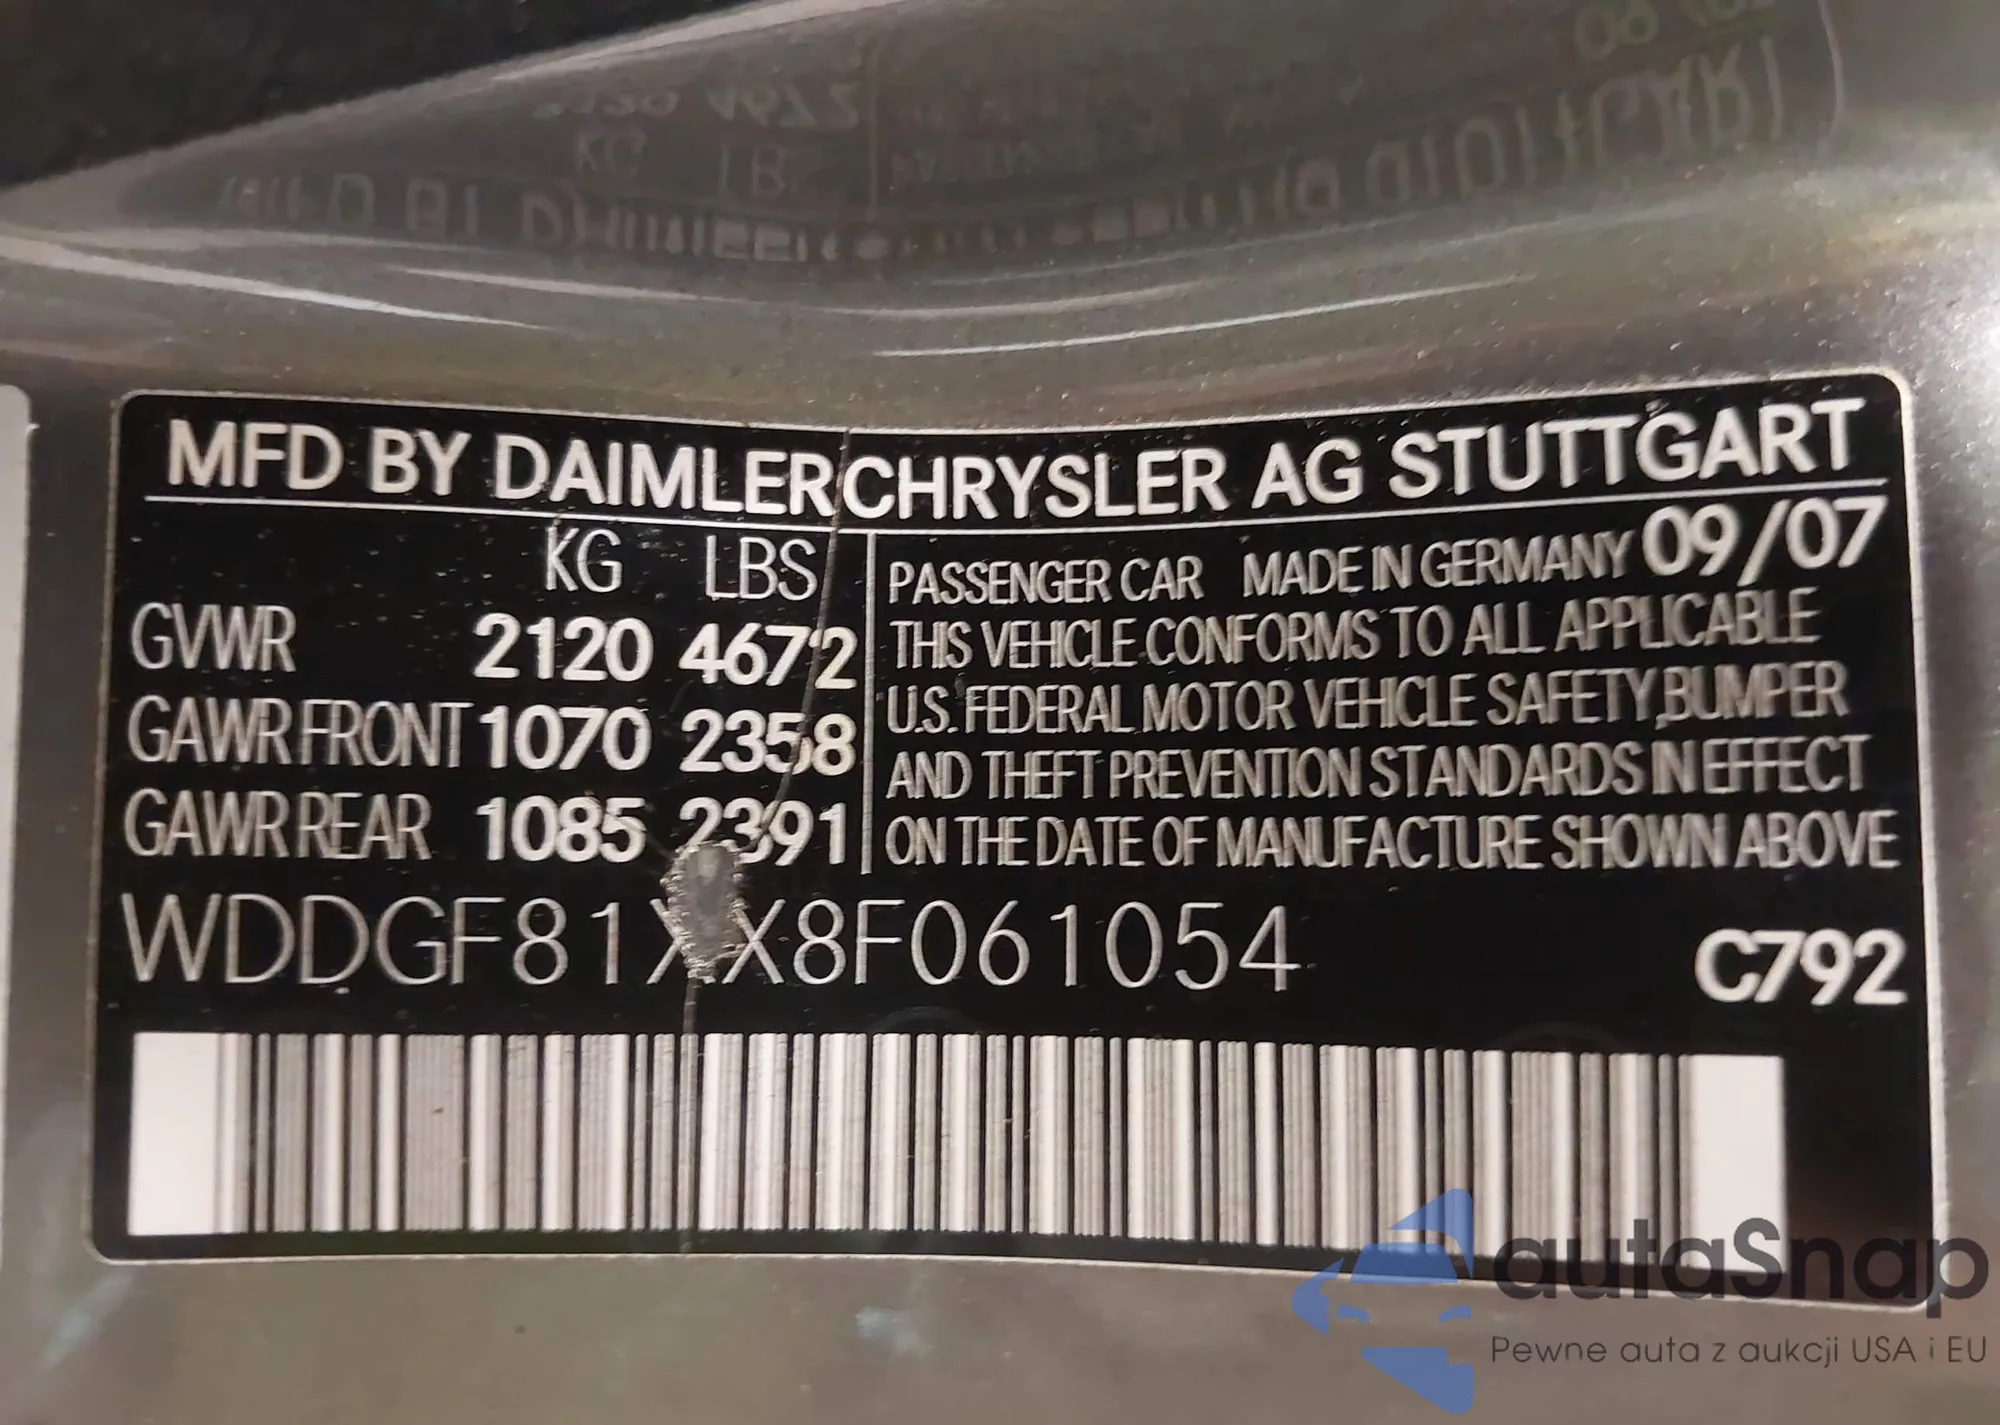 MFD BY DAIMLERCHRYSLER AG STUTTGART
KG LBS
GVWR 2120 4672
GAWR FRONT 1070 2358
GAWR REAR 1085 2391
PASSENGER CAR MADE IN GERMANY 09/07
THIS VEHICLE CONFORMS TO ALL APPLICABLE
U.S. FEDERAL MOTOR VEHICLE SAFETY,BUMPER
AND THEFT PREVENTION STANDARDS IN EFFECT
ON THE DATE OF MANUFACTURE SHOWN ABOVE
WDDGF81XX8F061054
C792
autaSnap
Pewne auta z aukcji USA i EU